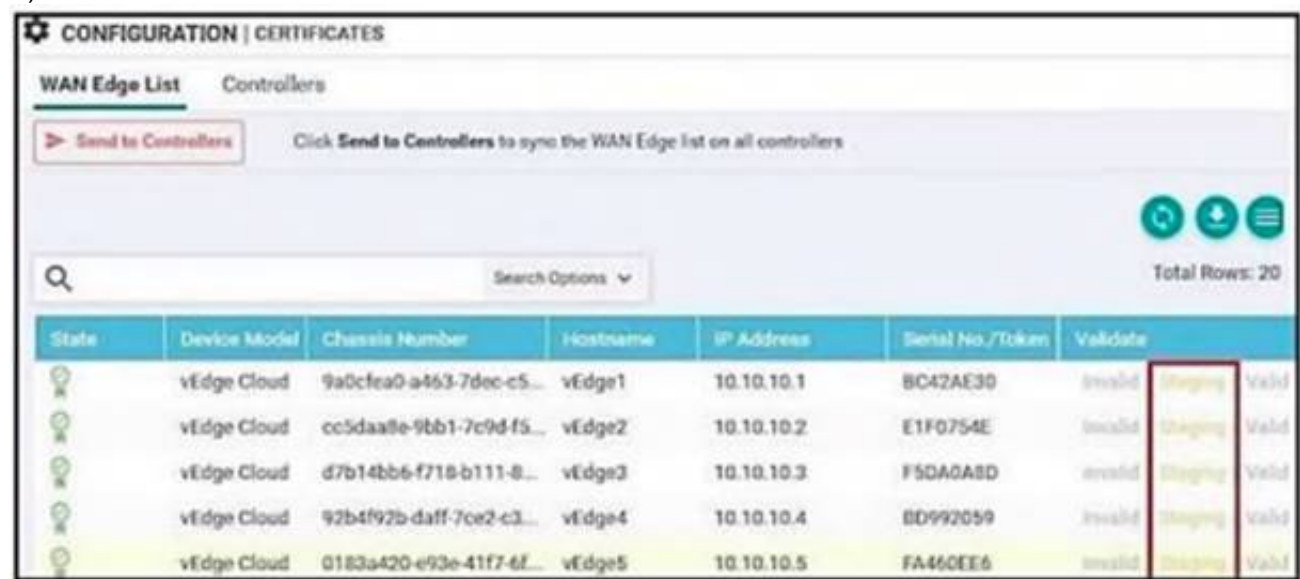 CONFIGURATION | CERTIFICATES
WAN Edge List Controllers
Send to Controllers Click Send to Controllers to sync the WAN Edge list on all controllers
Search Options
Total Rows: 20
State Device Model Chassis Number Hostname IP Address Serial No./Token Validate
vEdge Cloud 9a0cfea0-a463-7dec-c5... vEdge1 10.10.10.1 BC42AE30 Invalid Staging Valid
vEdge Cloud cc5daa8e-9bb1-7c9d-f5... vEdge2 10.10.10.2 E1F0754E Invalid Staging Valid
vEdge Cloud d7b14bb6-f718-b111-8... vEdge3 10.10.10.3 F5DA0A8D Invalid Staging Valid
vEdge Cloud 92b4f92b-daff-7ce2-c3... vEdge4 10.10.10.4 BD992059 Invalid Staging Valid
vEdge Cloud 0183a420-e93e-41f7-6f... vEdge5 10.10.10.5 FA460EE6 Invalid Staging Valid